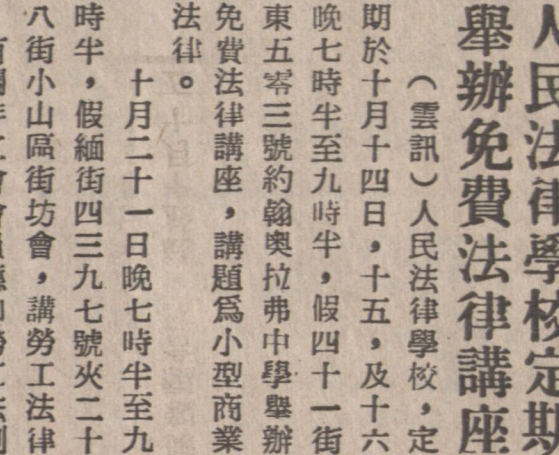 人民法律學校定期
舉辦免費法律講座
（雲訊）人民法律學校，定
期於十月十四日，十五，及十六
晚七時半至九時半，假四十一街
東五零三號約翰奧拉弗中學舉辦
免費法律講座，講題爲小型商業
法律。
十月二十一日晚七時半至九
時半，假緬街四三九七號夾二十
八街小山區街坊會，講勞工法律